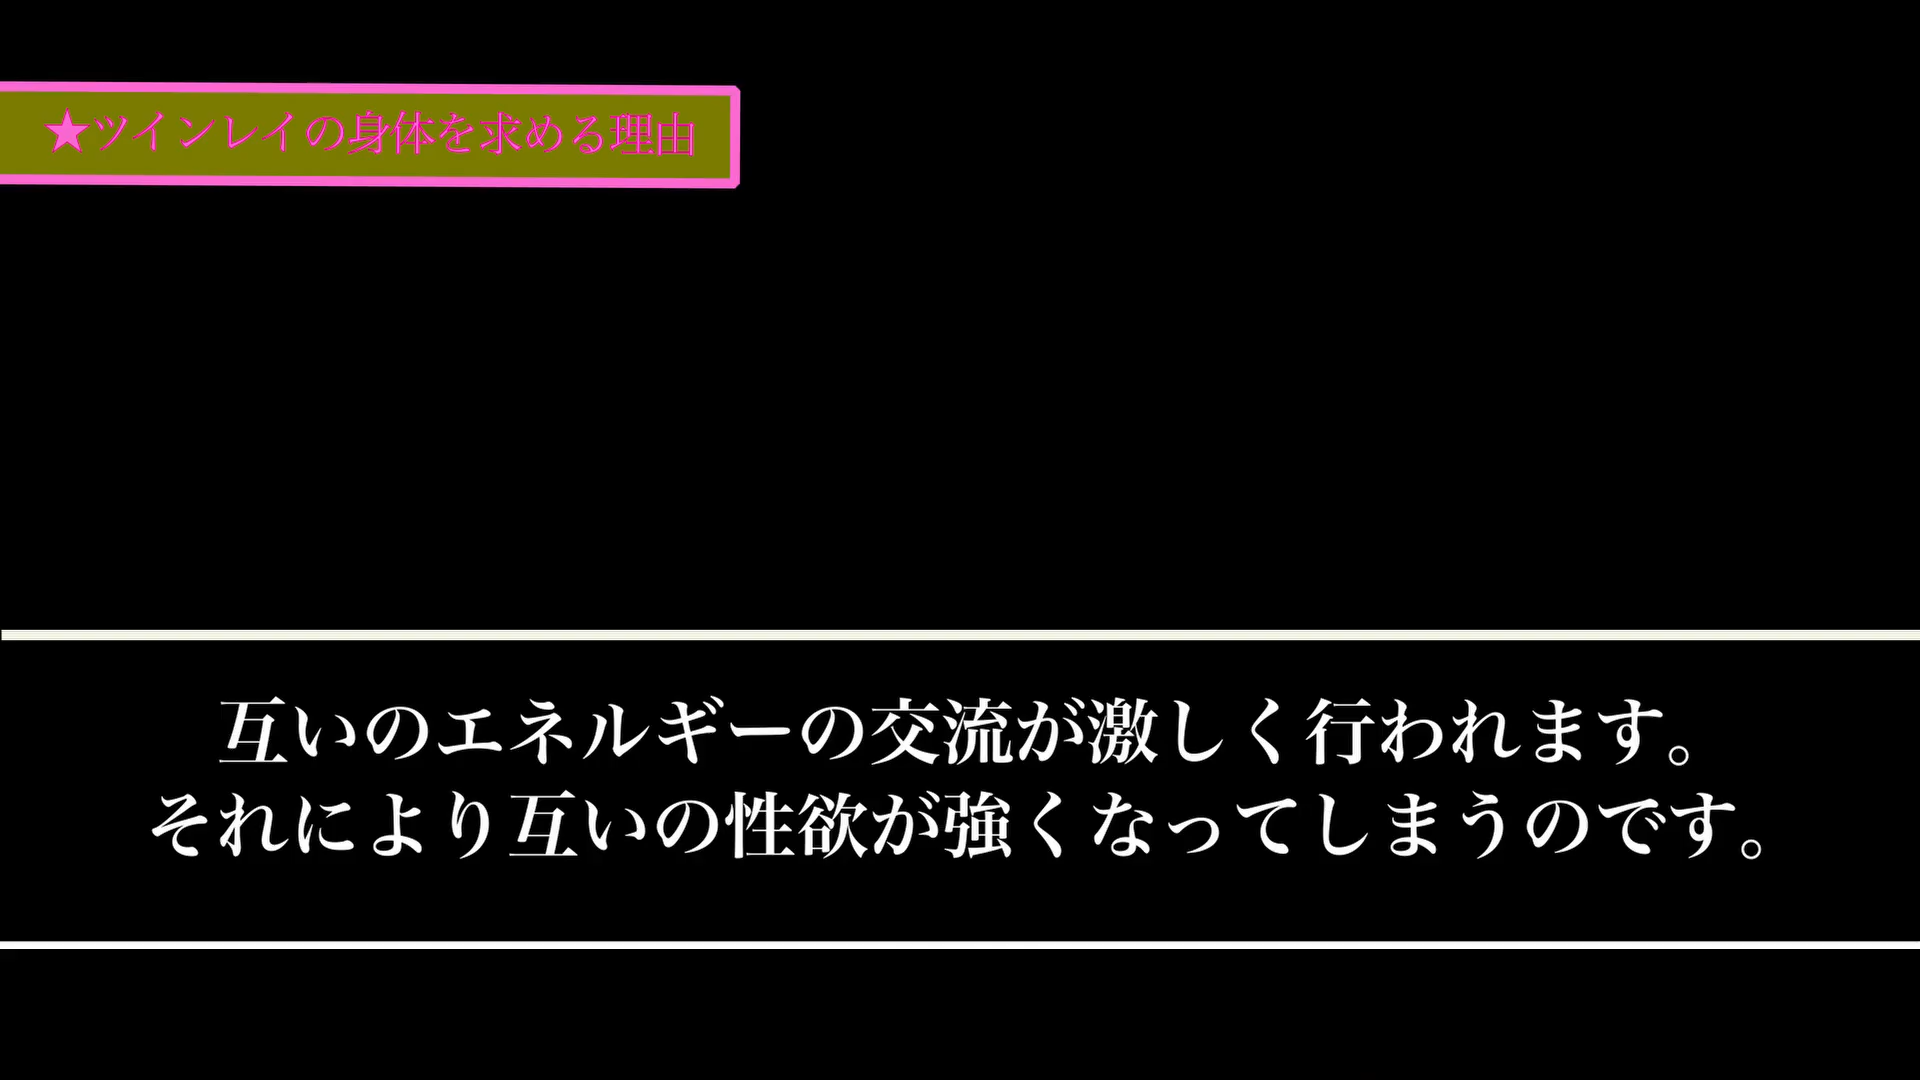 ★ツインレイの身体を求める理由
互いのエネルギーの交流が激しく行われます。
それにより互いの性欲が強くなってしまうのです。